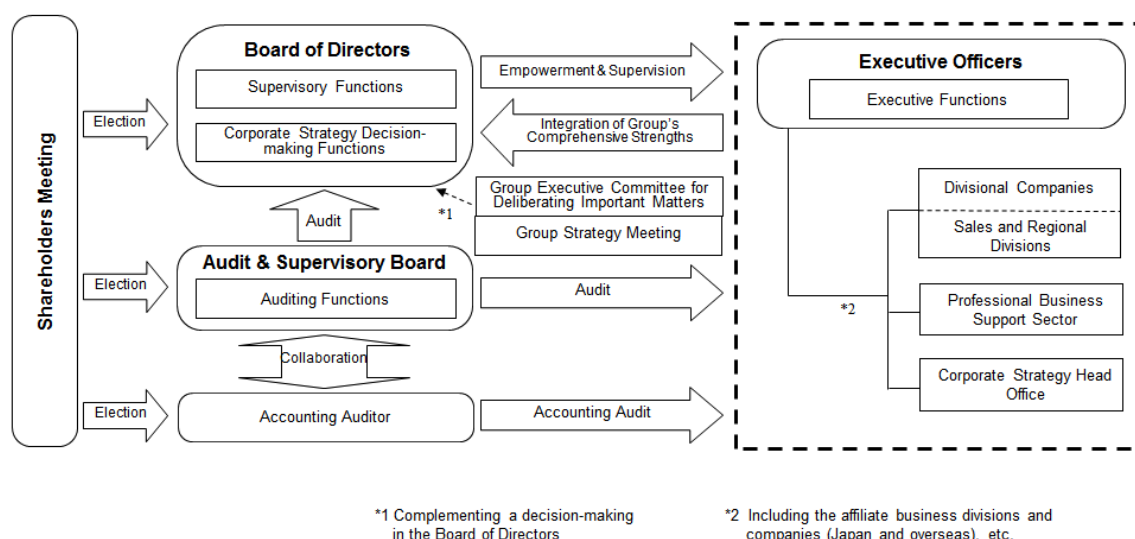 Shareholders Meeting
Election
Election
Election
Board of Directors
Supervisory Functions
Corporate Strategy Decision-
making Functions
Audit
Audit & Supervisory Board
Auditing Functions
Collaboration
Accounting Auditor
Empowerment & Supervision
Integration of Group's
Comprehensive Strengths
*1
Group Executive Committee for
Deliberating Important Matters
Group Strategy Meeting
Audit
Accounting Audit
Executive Officers
Executive Functions
*2
Divisional Companies
Sales and Regional
Divisions
Professional Business
Support Sector
Corporate Strategy Head
Office
*1 Complementing a decision-making
in the Board of Directors
*2 Including the affiliate business divisions and
companies (Japan and overseas), etc.